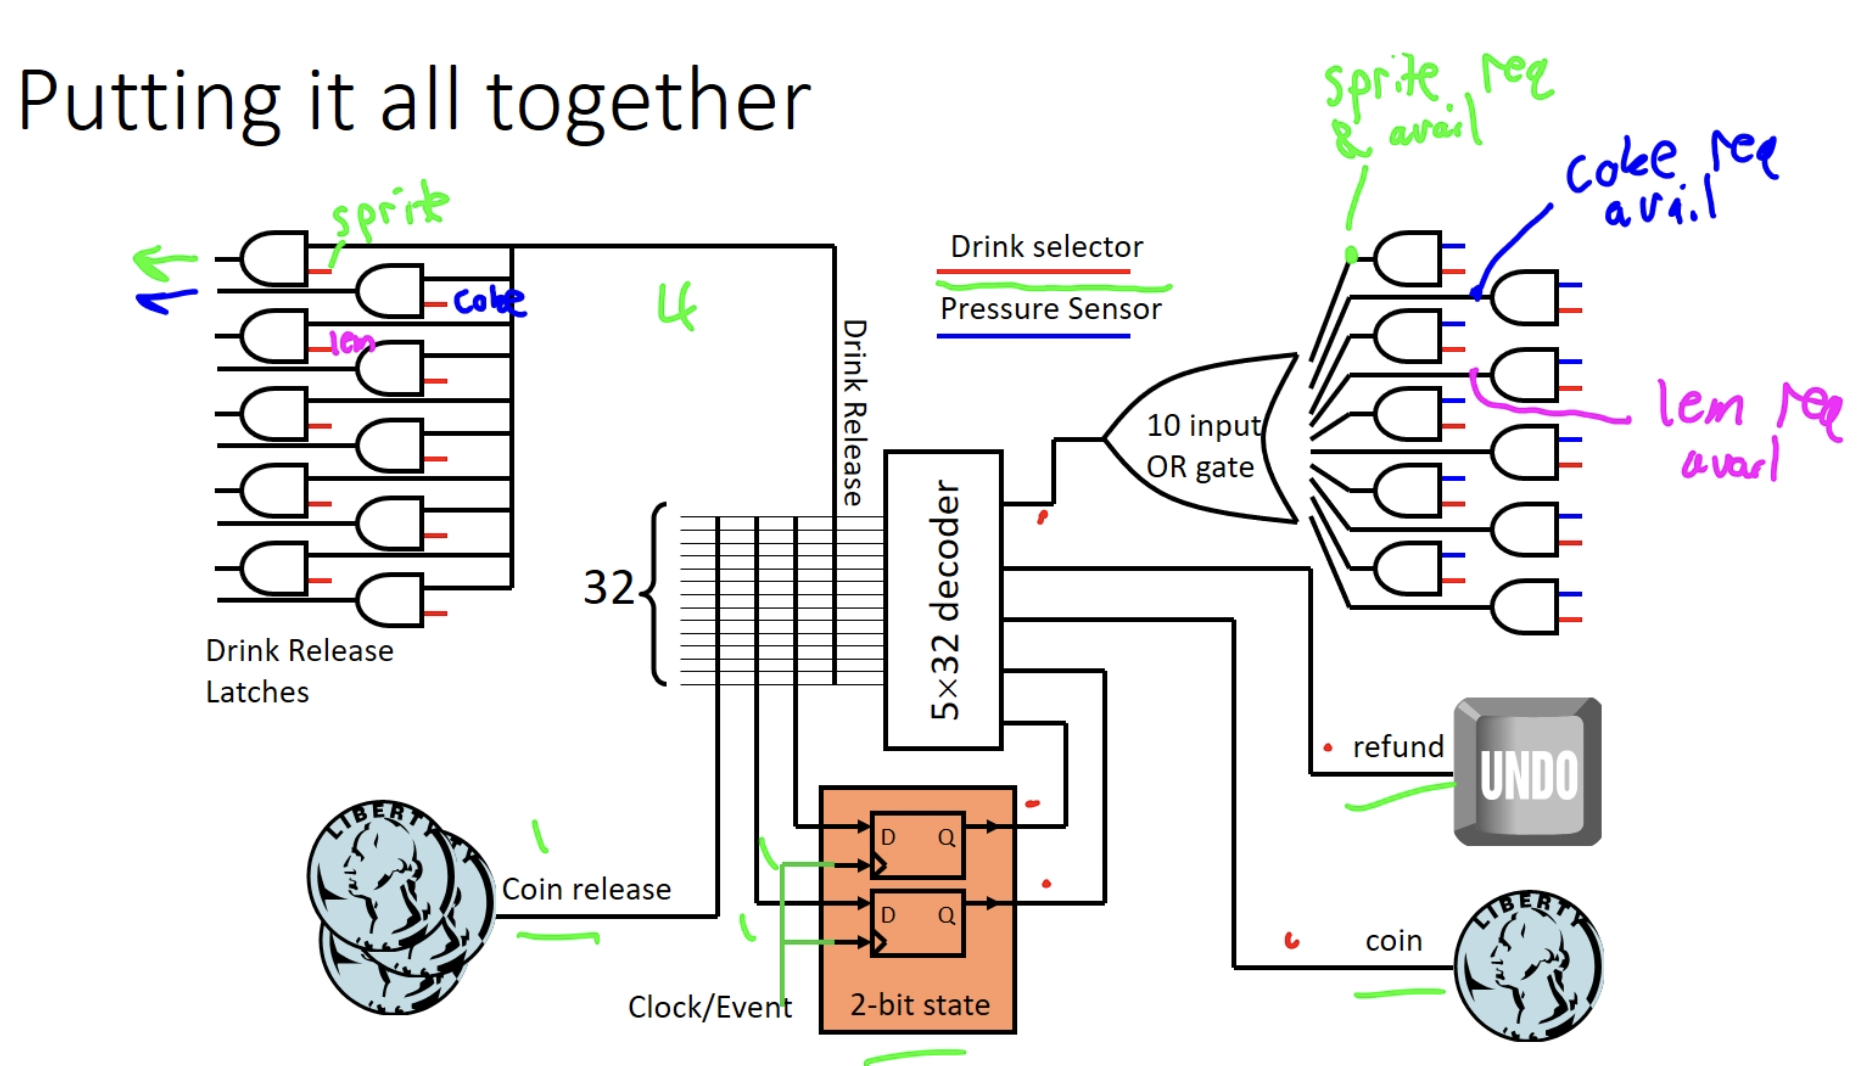 Putting it all together
sprite req
& avail
coke req
avail
sprite
Drink selector
Pressure Sensor
coke
4
lem
Drink Release
10 input
OR gate
lem req
avail
32
5×32 decoder
Drink Release
Latches
refund
UNDO
LIBERTY
TY
D Q
1
Coin release
D Q
LIBERTY
coin
Clock/Event
2-bit state